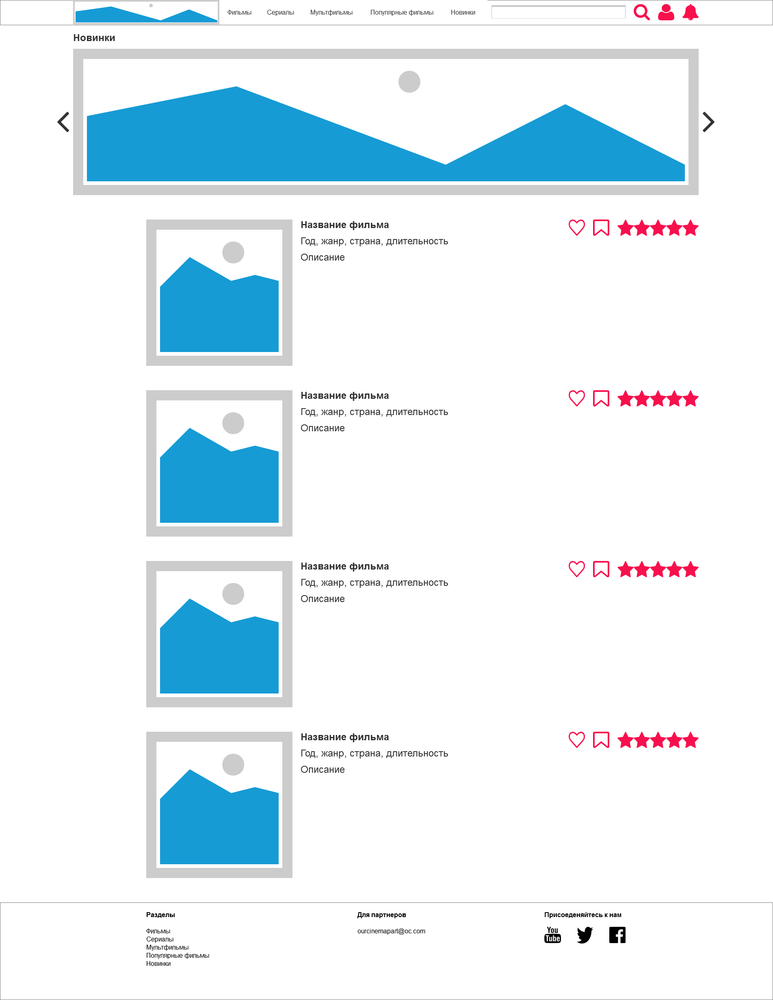 Фильмы Сериалы Мультфильмы Популярные фильмы Новинки
Новинки
Название фильма
Год, жанр, страна, длительность
Описание
Название фильма
Год, жанр, страна, длительность
Описание
Название фильма
Год, жанр, страна, длительность
Описание
Название фильма
Год, жанр, страна, длительность
Описание
Разделы
Фильмы
Сериалы
Мультфильмы
Популярные фильмы
Новинки
Для партнеров
ourcinemapart@oc.com
Присоеденяйтесь к нам
You
Tube